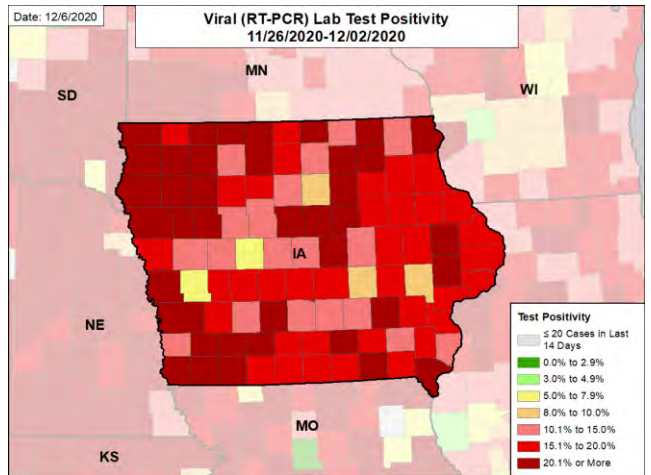 Date: 12/6/2020
Viral (RT-PCR) Lab Test Positivity
11/26/2020-12/02/2020
MN
SD
WI
IA
NE
MO
KS
Test Positivity
≤ 20 Cases in Last
14 Days
0.0% to 2.9%
3.0% to 4.9%
5.0% to 7.9%
8.0% to 10.0%
10.1% to 15.0%
15.1% to 20.0%
20.1% or More